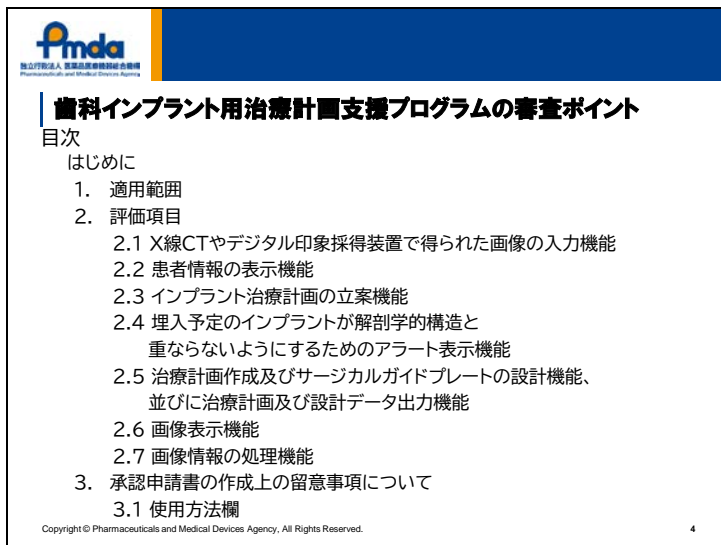 Pmda
独立行政法人 医薬品医療機器総合機構
Pharmaceuticals and Medical Devices Agency
歯科インプラント用治療計画支援プログラムの審査ポイント
目次
はじめに
1. 適用範囲
2. 評価項目
2.1 X線CTやデジタル印象採得装置で得られた画像の入力機能
2.2 患者情報の表示機能
2.3 インプラント治療計画の立案機能
2.4 埋入予定のインプラントが解剖学的構造と
重ならないようにするためのアラート表示機能
2.5 治療計画作成及びサージカルガイドプレートの設計機能、
並びに治療計画及び設計データ出力機能
2.6 画像表示機能
2.7 画像情報の処理機能
3. 承認申請書の作成上の留意事項について
3.1 使用方法欄
Copyright © Pharmaceuticals and Medical Devices Agency, All Rights Reserved.
4